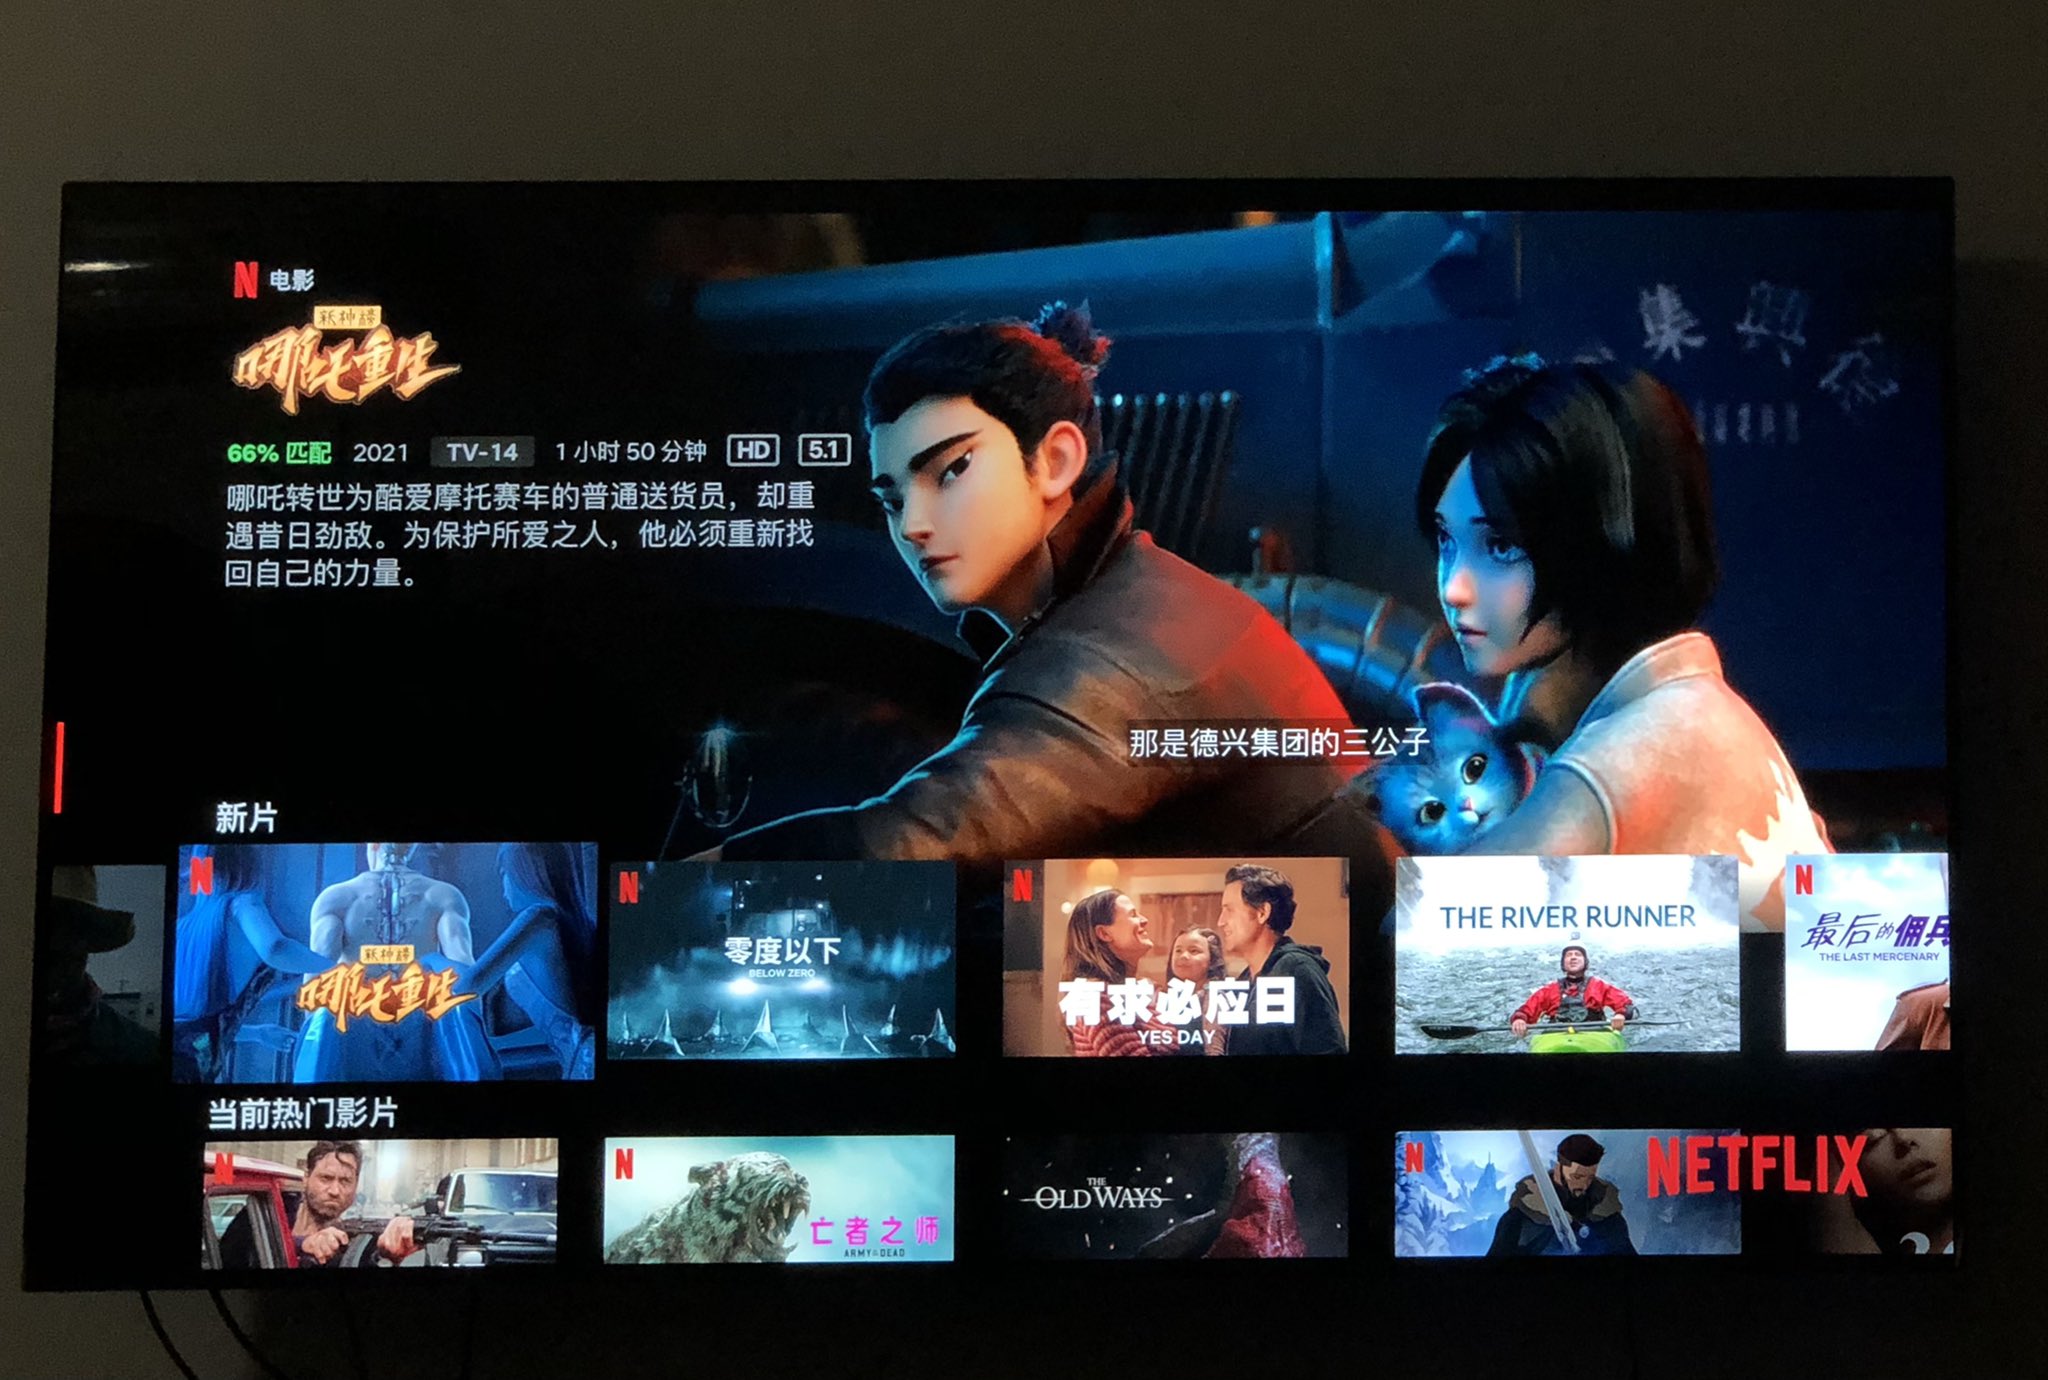 N 电影
新神榜
哪吒重生
66% 匹配 2021 TV-14 1 小时 50 分钟 HD 5.1
哪吒转世为酷爱摩托赛车的普通送货员，却重
遇昔日劲敌。为保护所爱之人，他必须重新找
回自己的力量。
集興德
那是德兴集团的三公子
新片
N
新神榜
哪吒重生
N
零度以下
BELOW ZERO
N
有求必应日
YES DAY
THE RIVER RUNNER
N
最后的佣兵
THE LAST MERCENARY
当前热门影片
N
N
亡者之师
ARMY OF THE DEAD
THE
OLD WAYS
N
NETFLIX